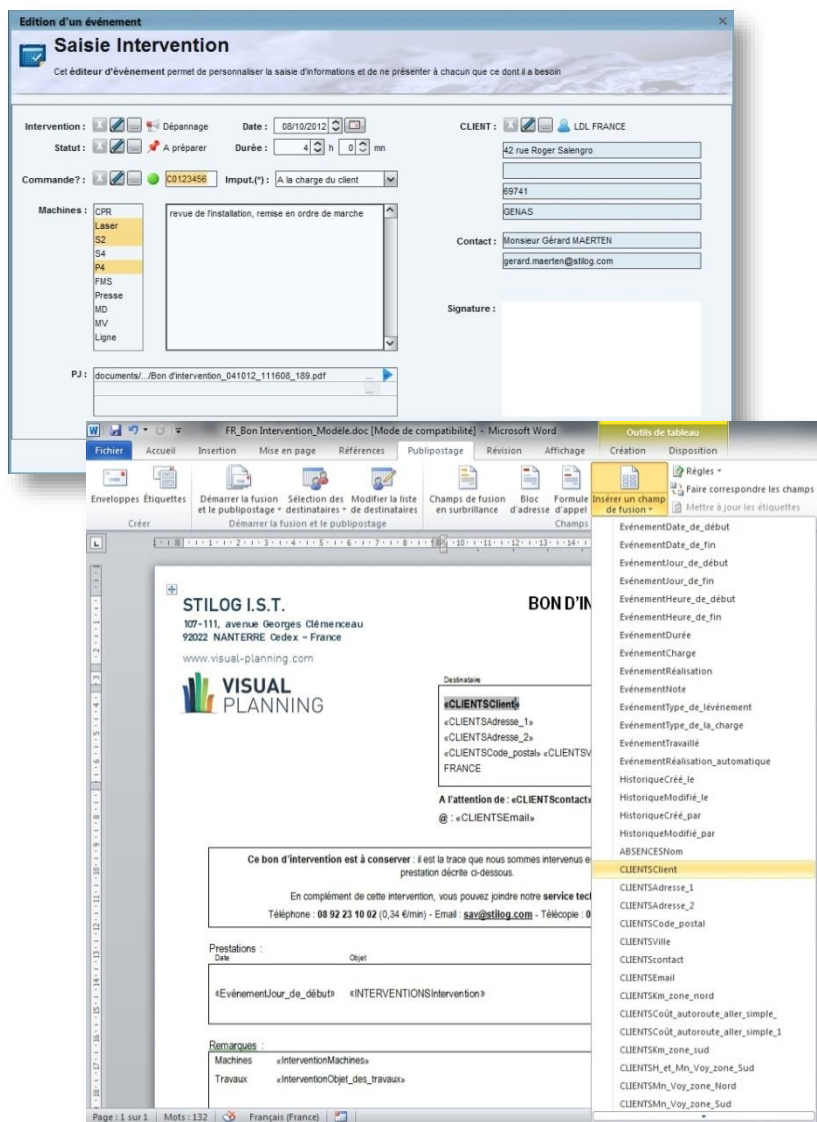 Edition d'un événement
Saisie Intervention
Cet éditeur d'événement permet de personnaliser la saisie d'informations et de ne présenter à chacun que ce dont il a besoin
Intervention : Dépannage Date : 08/10/2012 CLIENT : LDL FRANCE
Statut : A préparer Durée : 4 h 0 mn 42 rue Roger Salengro
Commande? : C0123456 Imput.(*) : A la charge du client 69741
GENAS
Machines : CPR revue de l'installation, remise en ordre de marche
Laser
S2
S4
P4
FMS
Presse
MD
MV
Ligne
Contact : Monsieur Gérard MAERTEN
gerard.maerten@stilog.com
Signature :
PJ : documents/.../Bon d'intervention_041012_111608_189.pdf ...
...
FR_Bon Intervention_Modèle.doc [Mode de compatibilité] - Microsoft Word Outils de tableau
Fichier Accueil Insertion Mise en page Références Publipostage Révision Affichage Création Disposition
Enveloppes Étiquettes
Créer
Démarrer la fusion et le publipostage Sélection des destinataires Modifier la liste de destinataires
Démarrer la fusion et le publipostage
Champs de fusion en surbrillance Bloc d'adresse Formule d'appel Insérer un champ de fusion
Champs
Règles
Faire correspondre les champs
Mettre à jour les étiquettes
STILOG I.S.T.
107-111, avenue Georges Clémenceau
92022 NANTERRE Cedex – France
www.visual-planning.com
VISUAL
PLANNING
BON D'IN
Destinataire
«CLIENTSClient»
«CLIENTSAdresse_1»
«CLIENTSAdresse_2»
«CLIENTSCode_postal» «CLIENTSV
FRANCE
A l'attention de : «CLIENTScontact»
@ : «CLIENTSEmail»
Ce bon d'intervention est à conserver : il est la trace que nous sommes intervenus e
prestation décrite ci-dessous.
En complément de cette intervention, vous pouvez joindre notre service tec
Téléphone : 08 92 23 10 02 (0,34 €/min) - Email : sav@stilog.com - Télécopie : 0
Prestations :
Date Objet
«EvénementJour_de_début» «INTERVENTIONSIntervention»
Remarques :
Machines «InterventionMachines»
Travaux «InterventionObjet_des_travaux»
EvénementDate_de_début
EvénementDate_de_fin
EvénementJour_de_début
EvénementJour_de_fin
EvénementHeure_de_début
EvénementHeure_de_fin
EvénementDurée
EvénementCharge
EvénementRéalisation
EvénementNote
EvénementType_de_lévénement
EvénementType_de_la_charge
EvénementTravaillé
EvénementRéalisation_automatique
HistoriqueCréé_le
HistoriqueModifié_le
HistoriqueCréé_par
HistoriqueModifié_par
ABSENCESNom
CLIENTSClient
CLIENTSAdresse_1
CLIENTSAdresse_2
CLIENTSCode_postal
CLIENTSVille
CLIENTScontact
CLIENTSEmail
CLIENTSKm_zone_nord
CLIENTSCoût_autoroute_aller_simple_
CLIENTSCoût_autoroute_aller_simple_1
CLIENTSKm_zone_sud
CLIENTSH_et_Mn_Voy_zone_Sud
CLIENTSMn_Voy_zone_Nord
CLIENTSMn_Voy_zone_Sud
Page : 1 sur 1 Mots : 132 Français (France)